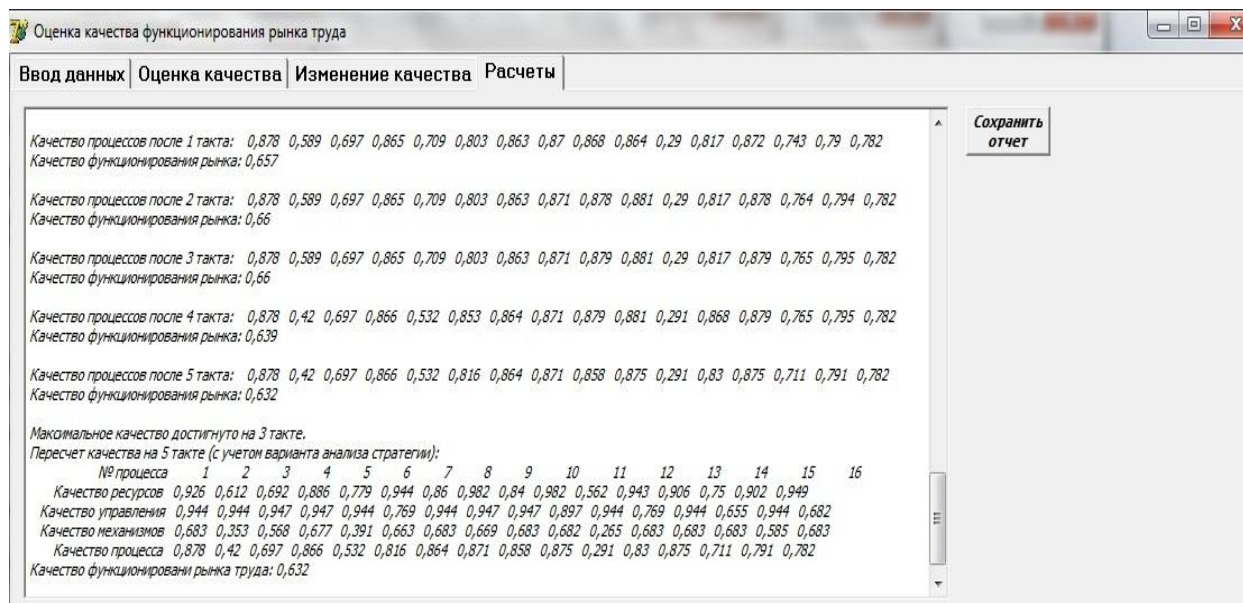 Оценка качества функционирования рынка труда
Ввод данных Оценка качества Изменение качества Расчеты
Сохранить
отчет
Качество процессов после 1 такта: 0,878 0,589 0,697 0,865 0,709 0,803 0,863 0,87 0,868 0,864 0,29 0,817 0,872 0,743 0,79 0,782
Качество функционирования рынка: 0,657
Качество процессов после 2 такта: 0,878 0,589 0,697 0,865 0,709 0,803 0,863 0,871 0,878 0,881 0,29 0,817 0,878 0,764 0,794 0,782
Качество функционирования рынка: 0,66
Качество процессов после 3 такта: 0,878 0,589 0,697 0,865 0,709 0,803 0,863 0,871 0,879 0,881 0,29 0,817 0,879 0,765 0,795 0,782
Качество функционирования рынка: 0,66
Качество процессов после 4 такта: 0,878 0,42 0,697 0,866 0,532 0,853 0,864 0,871 0,879 0,881 0,291 0,868 0,879 0,765 0,795 0,782
Качество функционирования рынка: 0,639
Качество процессов после 5 такта: 0,878 0,42 0,697 0,866 0,532 0,816 0,864 0,871 0,858 0,875 0,291 0,83 0,875 0,711 0,791 0,782
Качество функционирования рынка: 0,632
Максимальное качество достигнуто на 3 такте.
Пересчет качества на 5 такте (с учетом варианта анализа стратегии):
№ процесса 1 2 3 4 5 6 7 8 9 10 11 12 13 14 15 16
Качество ресурсов 0,926 0,612 0,692 0,886 0,779 0,944 0,86 0,982 0,84 0,982 0,562 0,943 0,906 0,75 0,902 0,949
Качество управления 0,944 0,944 0,947 0,947 0,944 0,769 0,944 0,947 0,947 0,897 0,944 0,769 0,944 0,655 0,944 0,682
Качество механизмов 0,683 0,353 0,568 0,677 0,391 0,663 0,683 0,669 0,683 0,682 0,265 0,683 0,683 0,683 0,585 0,683
Качество процесса 0,878 0,42 0,697 0,866 0,532 0,816 0,864 0,871 0,858 0,875 0,291 0,83 0,875 0,711 0,791 0,782
Качество функционировани рынка труда: 0,632